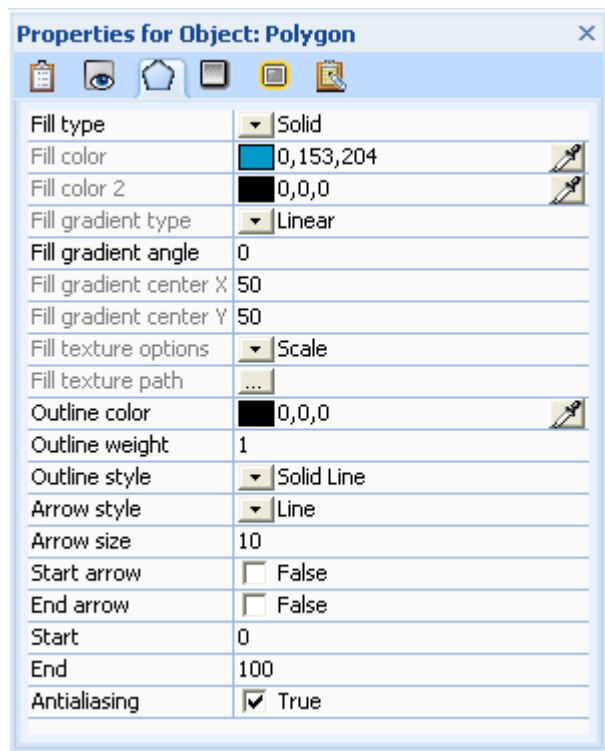 Properties for Object: Polygon
Fill type Solid
Fill color 0,153,204
Fill color 2 0,0,0
Fill gradient type Linear
Fill gradient angle 0
Fill gradient center X 50
Fill gradient center Y 50
Fill texture options Scale
Fill texture path ...
Outline color 0,0,0
Outline weight 1
Outline style Solid Line
Arrow style Line
Arrow size 10
Start arrow False
End arrow False
Start 0
End 100
Antialiasing True